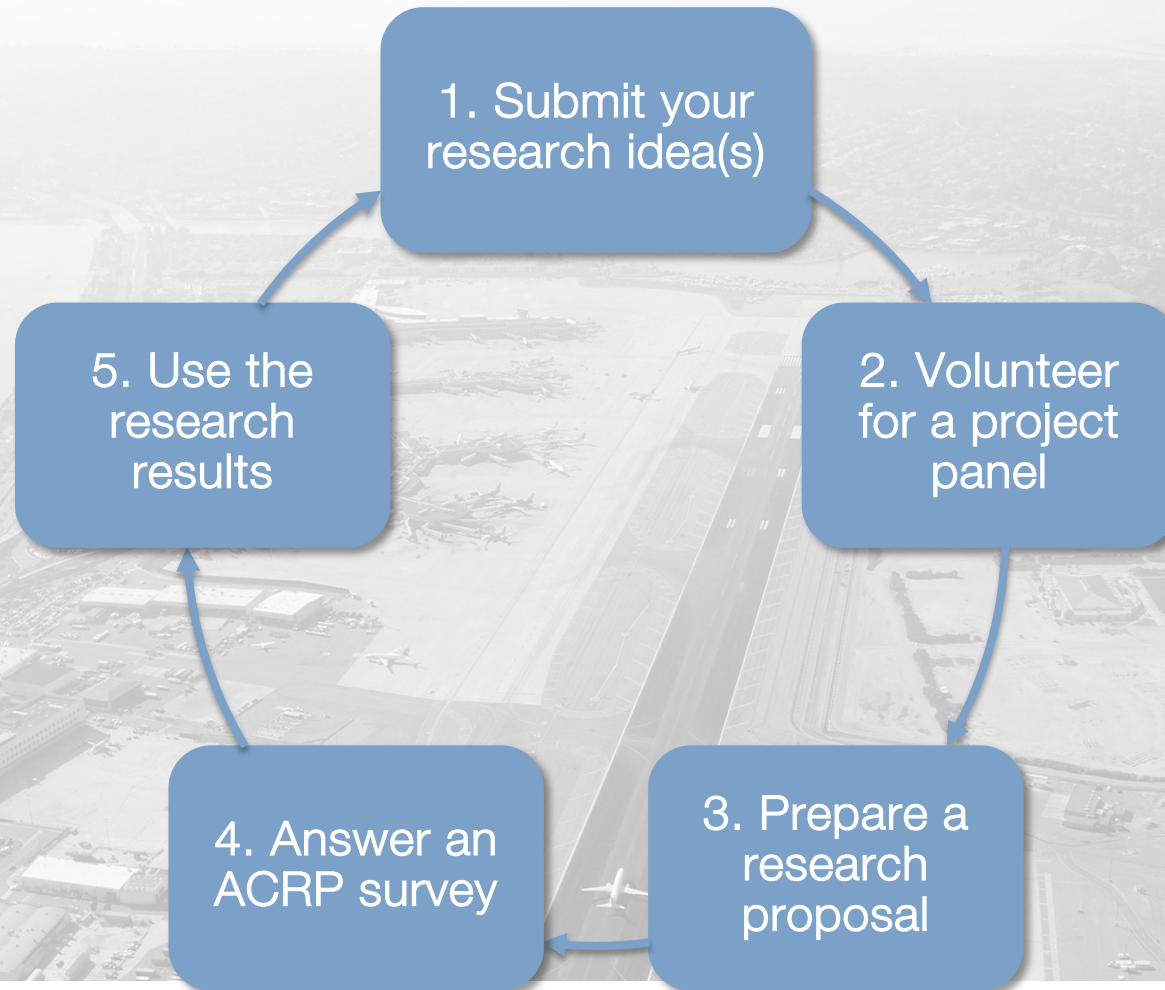 1. Submit your
research idea(s)
2. Volunteer
for a project
panel
3. Prepare a
research
proposal
4. Answer an
ACRP survey
5. Use the
research
results